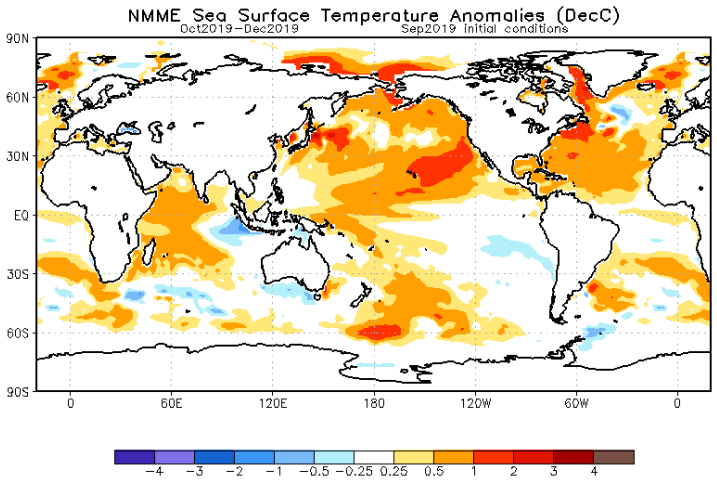 NMME Sea Surface Temperature Anomalies (DecC)
Oct2019-Dec2019 Sep2019 initial conditions
90N
60N
30N
EQ
30S
60S
90S
0 60E 120E 180 120W 60W 0
-4 -3 -2 -1 -0.5 -0.25 0.25 0.5 1 2 3 4